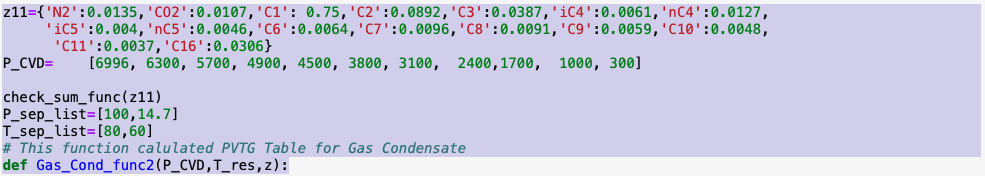 z11={'N2':0.0135,'CO2':0.0107,'C1': 0.75,'C2':0.0892,'C3':0.0387,'iC4':0.0061,'nC4':0.0127,
'iC5':0.004,'nC5':0.0046,'C6':0.0064,'C7':0.0096,'C8':0.0091,'C9':0.0059,'C10':0.0048,
'C11':0.0037,'C16':0.0306}
P_CVD=    [6996, 6300, 5700, 4900, 4500, 3800, 3100,  2400,1700,  1000, 300]
check_sum_func(z11)
P_sep_list=[100,14.7]
T_sep_list=[80,60]
# This function calulated PVTG Table for Gas Condensate
def Gas_Cond_func2(P_CVD,T_res,z):